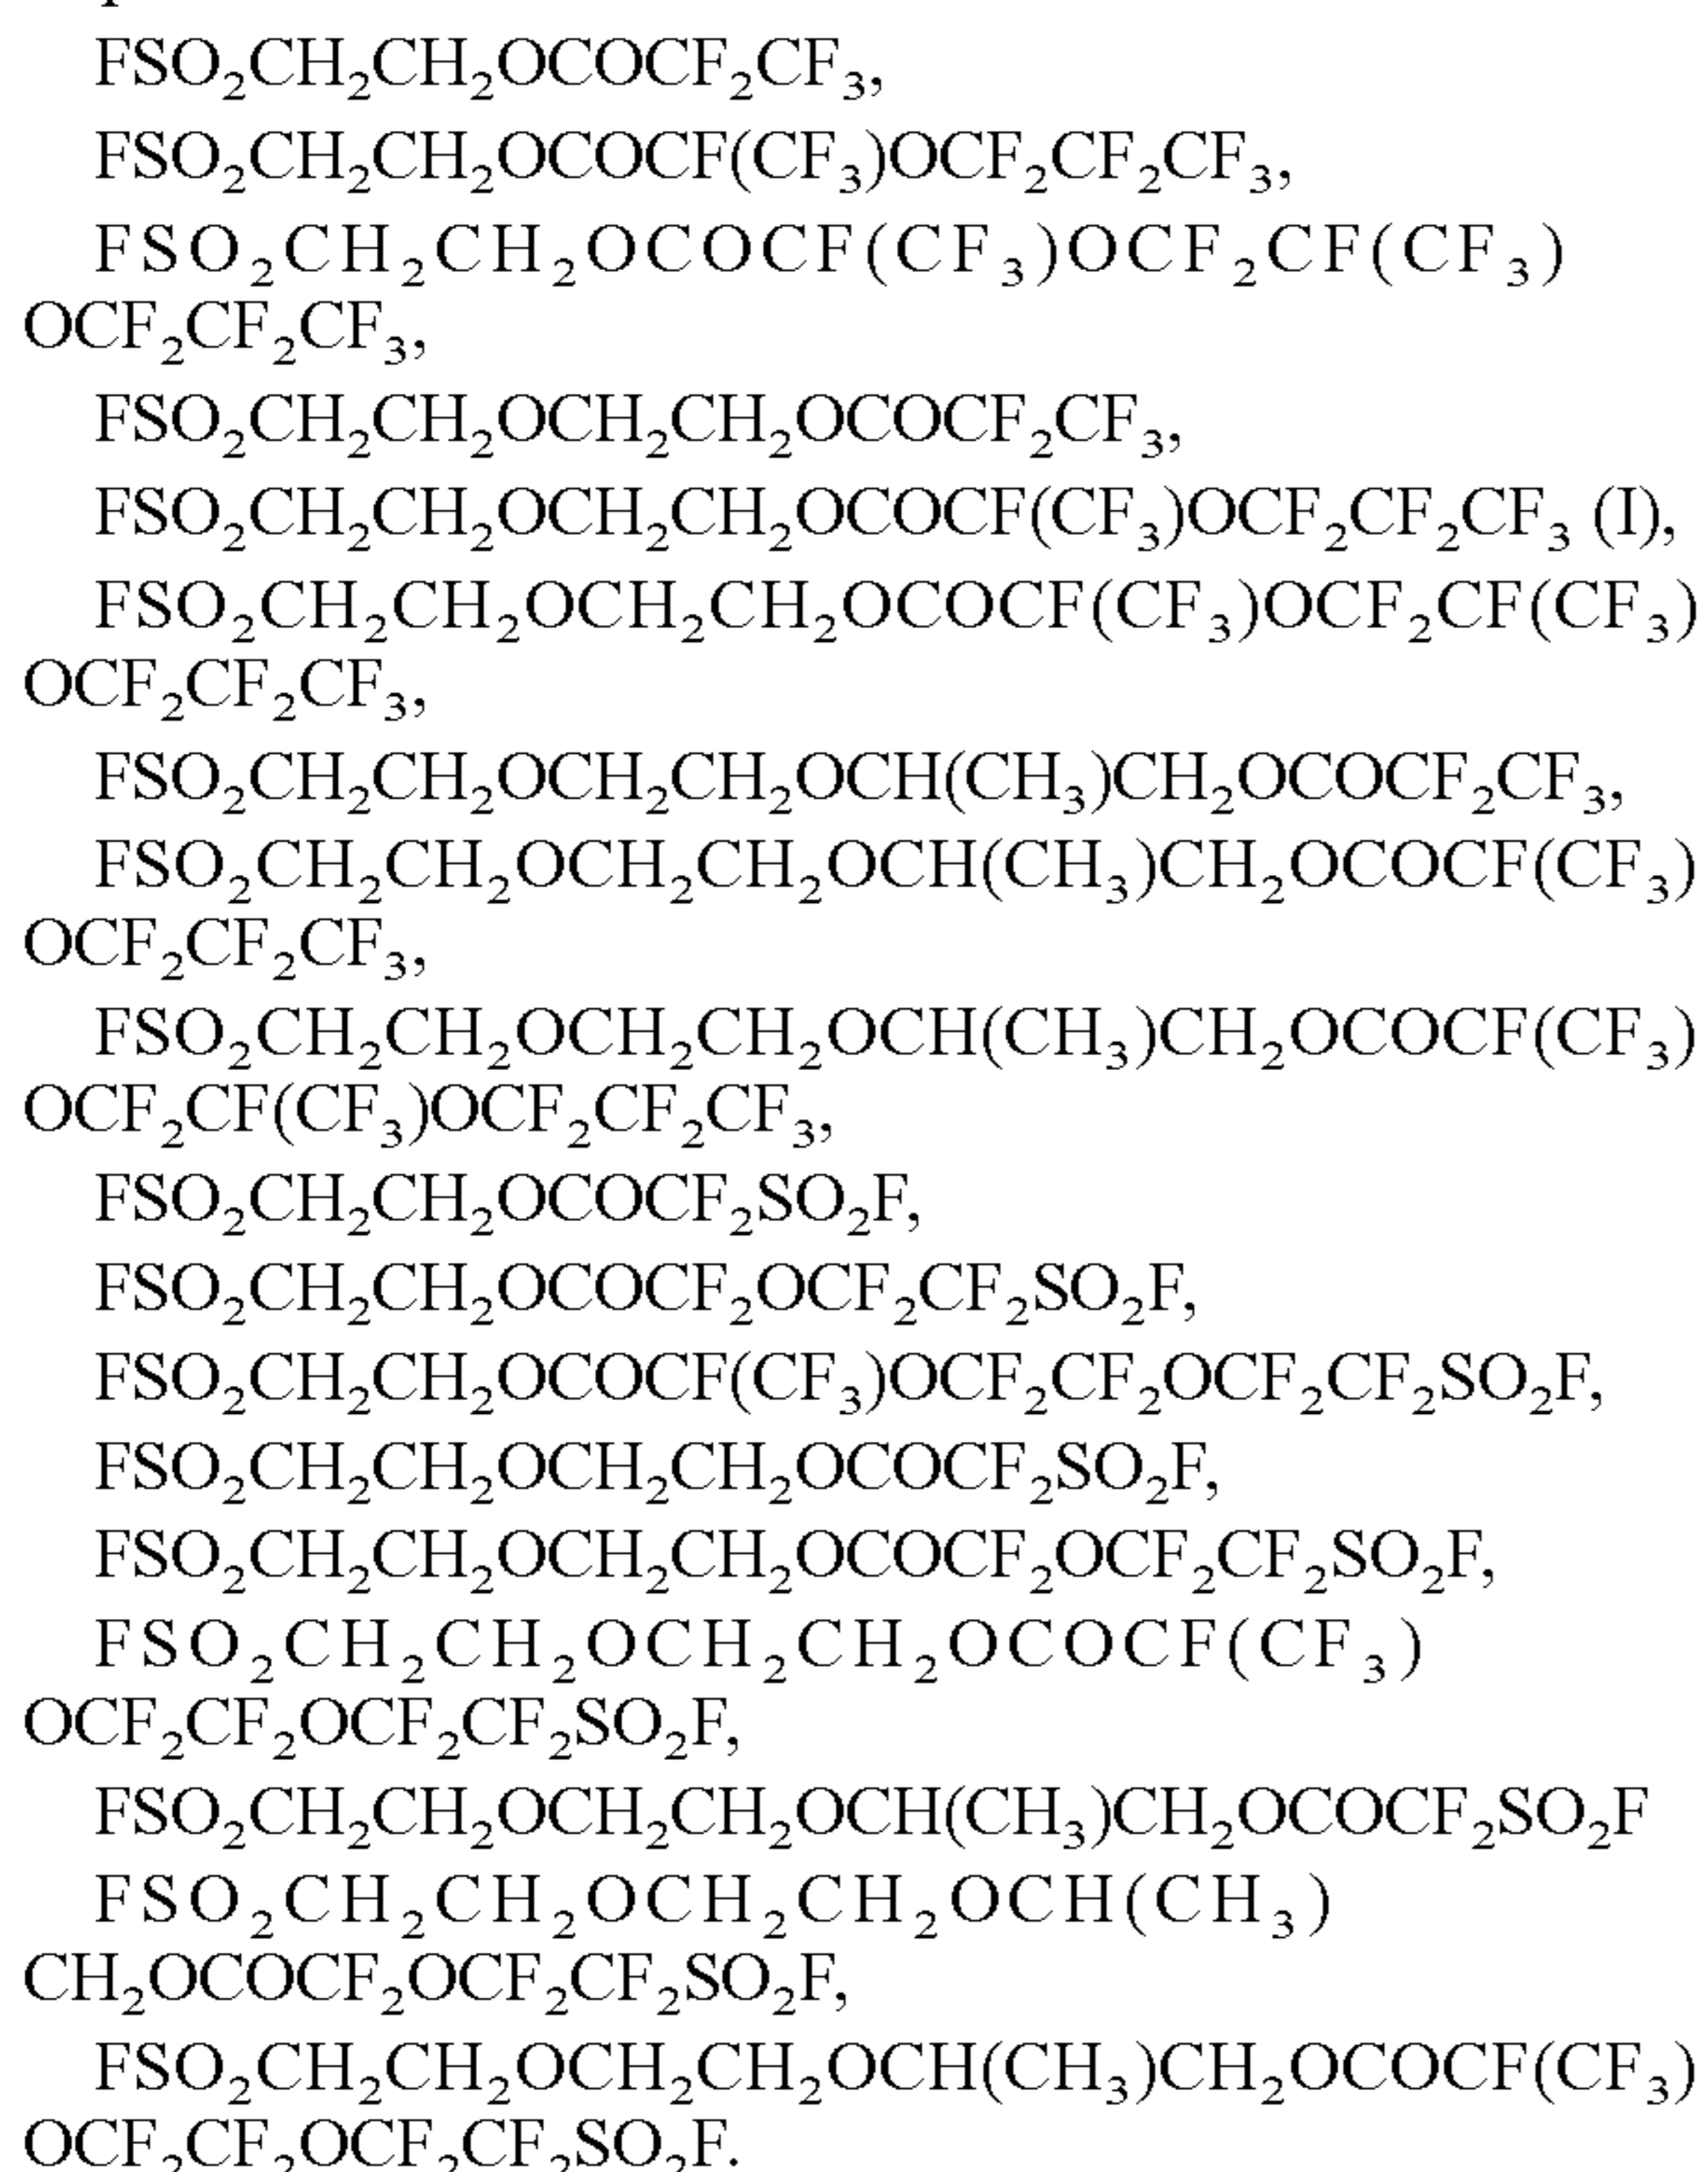 FSO₂CH₂CH₂OCOCF₂CF₃,
FSO₂CH₂CH₂OCOCF(CF₃)OCF₂CF₂CF₃,
FSO₂CH₂CH₂OCOCF(CF₃)OCF₂CF(CF₃)
OCF₂CF₂CF₃,
FSO₂CH₂CH₂OCH₂CH₂OCOCF₂CF₃,
FSO₂CH₂CH₂OCH₂CH₂OCOCF(CF₃)OCF₂CF₂CF₃ (I),
FSO₂CH₂CH₂OCH₂CH₂OCOCF(CF₃)OCF₂CF(CF₃)
OCF₂CF₂CF₃,
FSO₂CH₂CH₂OCH₂CH₂OCH(CH₃)CH₂OCOCF₂CF₃,
FSO₂CH₂CH₂OCH₂CH₂OCH(CH₃)CH₂OCOCF(CF₃)
OCF₂CF₂CF₃,
FSO₂CH₂CH₂OCH₂CH₂OCH(CH₃)CH₂OCOCF(CF₃)
OCF₂CF(CF₃)OCF₂CF₂CF₃,
FSO₂CH₂CH₂OCOCF₂SO₂F,
FSO₂CH₂CH₂OCOCF₂OCF₂CF₂SO₂F,
FSO₂CH₂CH₂OCOCF(CF₃)OCF₂CF₂OCF₂CF₂SO₂F,
FSO₂CH₂CH₂OCH₂CH₂OCOCF₂SO₂F,
FSO₂CH₂CH₂OCH₂CH₂OCOCF₂OCF₂CF₂SO₂F,
FSO₂CH₂CH₂OCH₂CH₂OCOCF(CF₃)
OCF₂CF₂OCF₂CF₂SO₂F,
FSO₂CH₂CH₂OCH₂CH₂OCH(CH₃)CH₂OCOCF₂SO₂F
FSO₂CH₂CH₂OCH₂CH₂OCH(CH₃)
CH₂OCOCF₂OCF₂CF₂SO₂F,
FSO₂CH₂CH₂OCH₂CH₂OCH(CH₃)CH₂OCOCF(CF₃)
OCF₂CF₂OCF₂CF₂SO₂F.